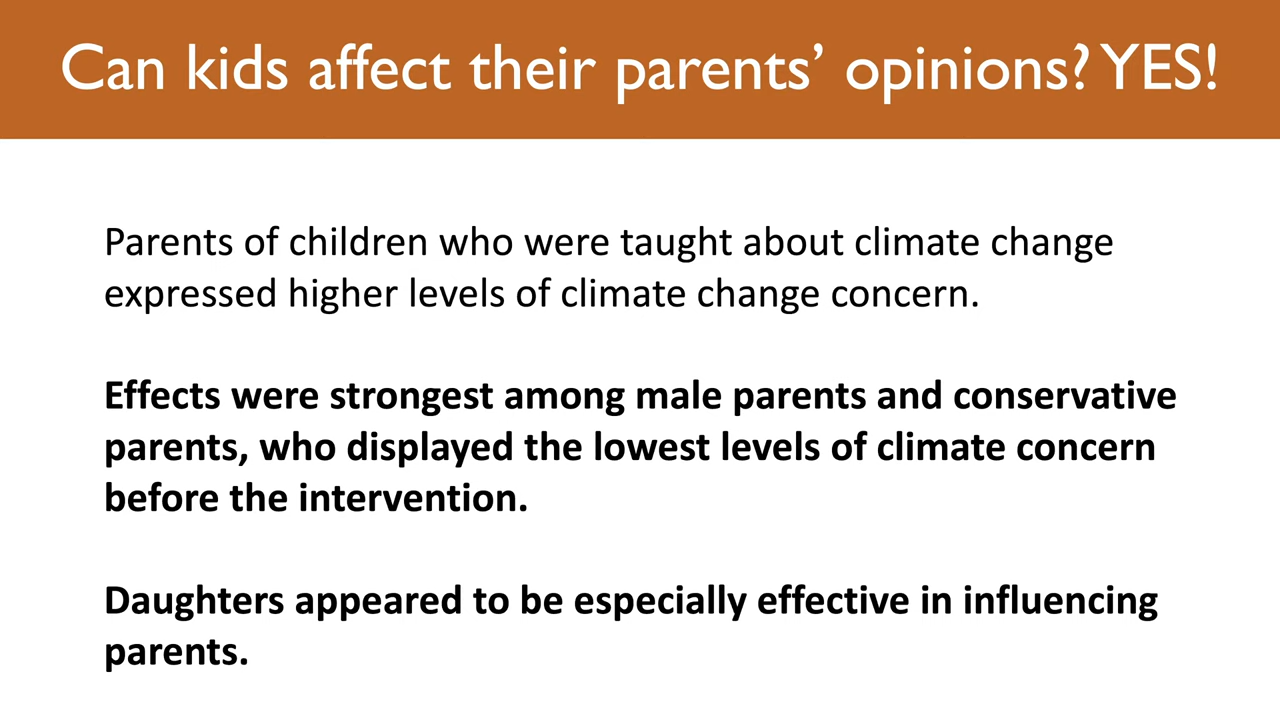 Can kids affect their parents’ opinions? YES!
Parents of children who were taught about climate change
expressed higher levels of climate change concern.
Effects were strongest among male parents and conservative
parents, who displayed the lowest levels of climate concern
before the intervention.
Daughters appeared to be especially effective in influencing
parents.